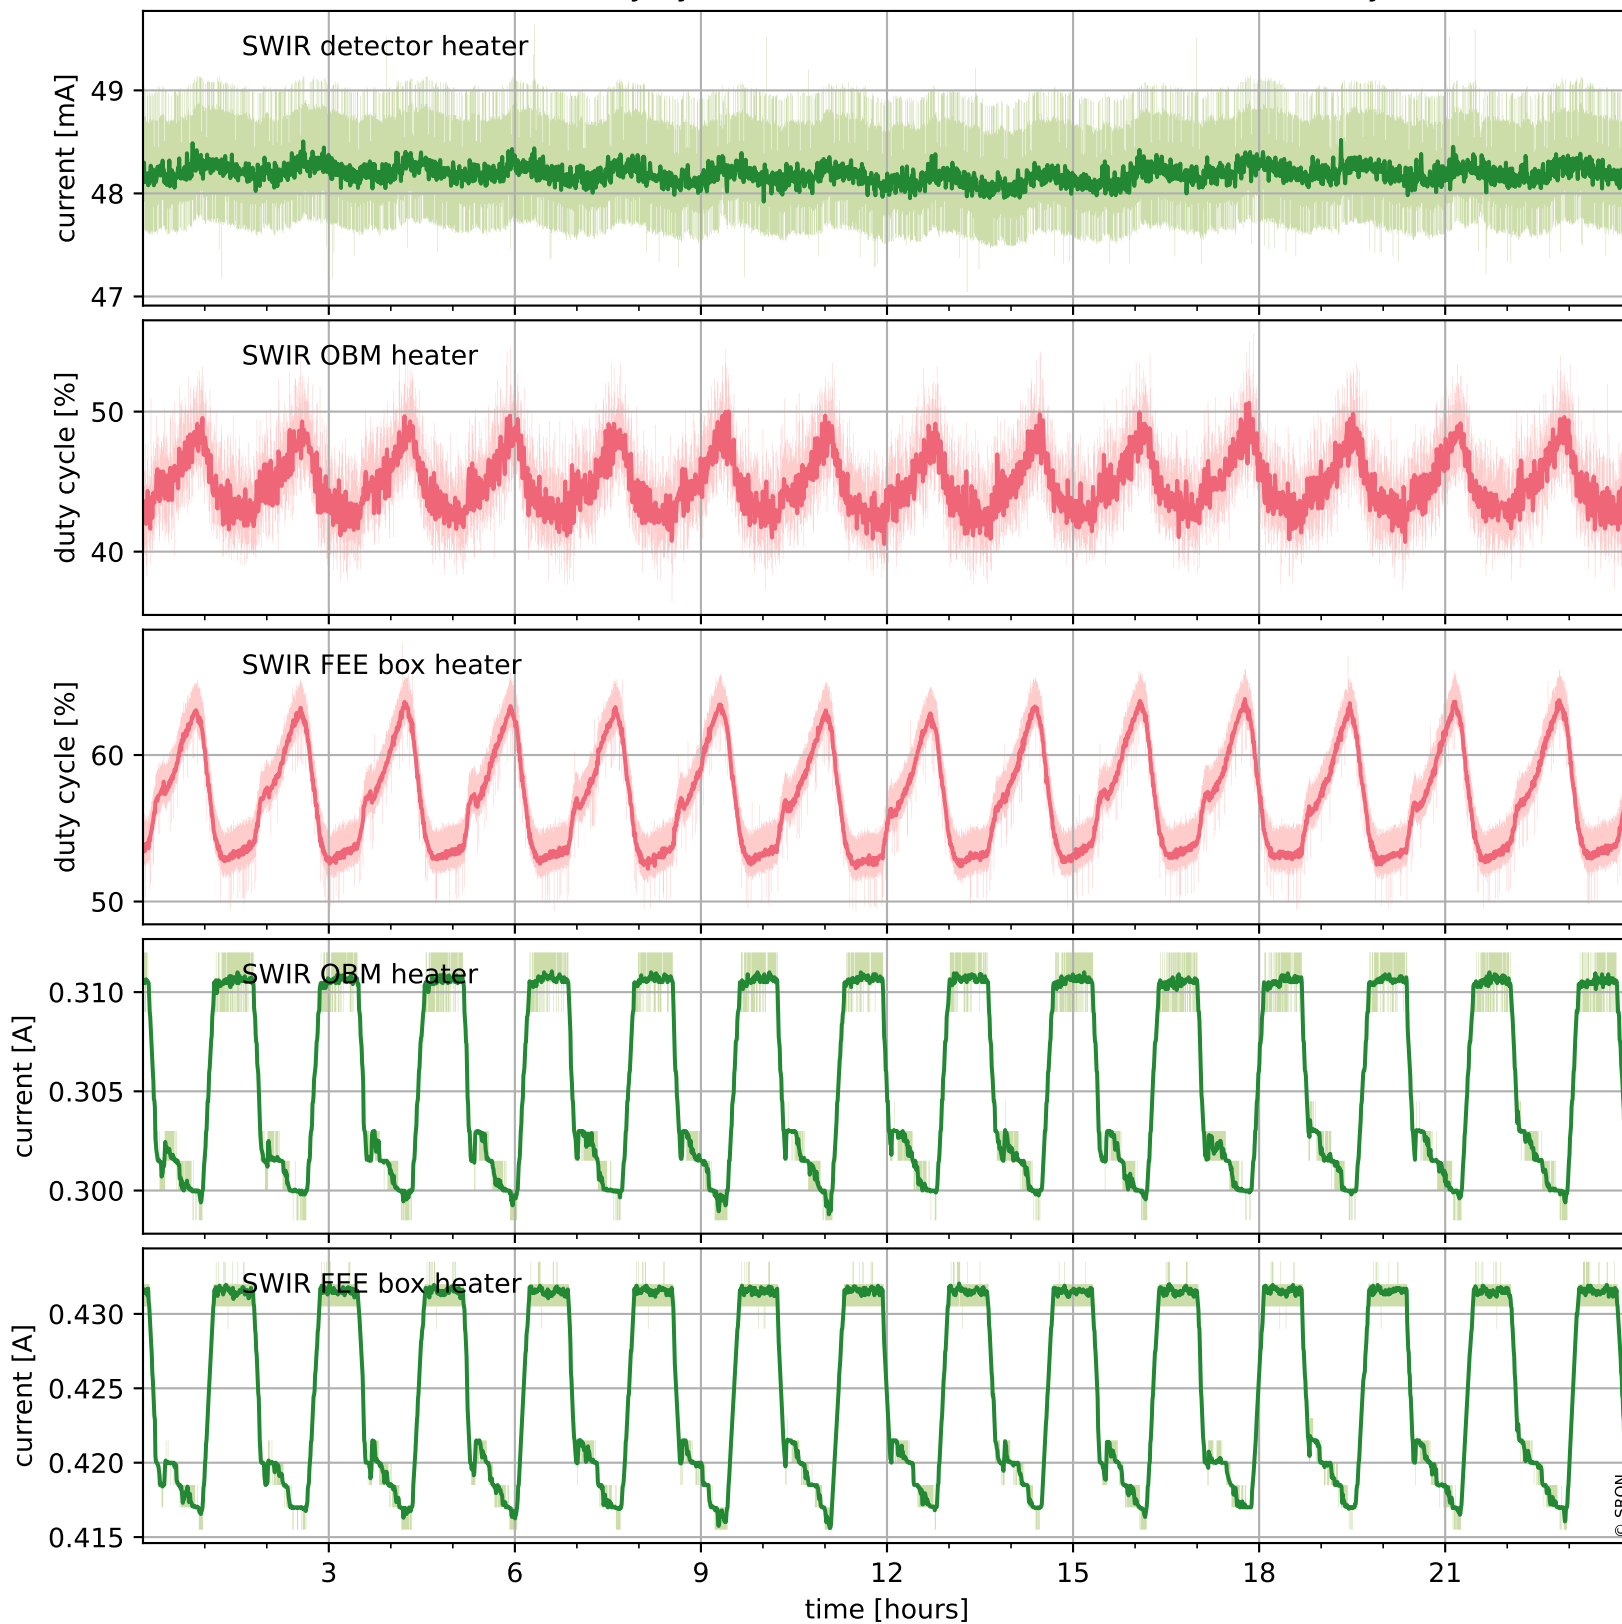 SWIR detector heater
current [mA]
49
48
47
SWIR OBM heater
duty cycle [%]
50
40
SWIR FEE box heater
duty cycle [%]
60
50
SWIR OBM heater
current [A]
0.310
0.305
0.300
SWIR FEE box heater
current [A]
0.430
0.425
0.420
0.415
3 6 9 12 15 18 21
time [hours]
© SRON